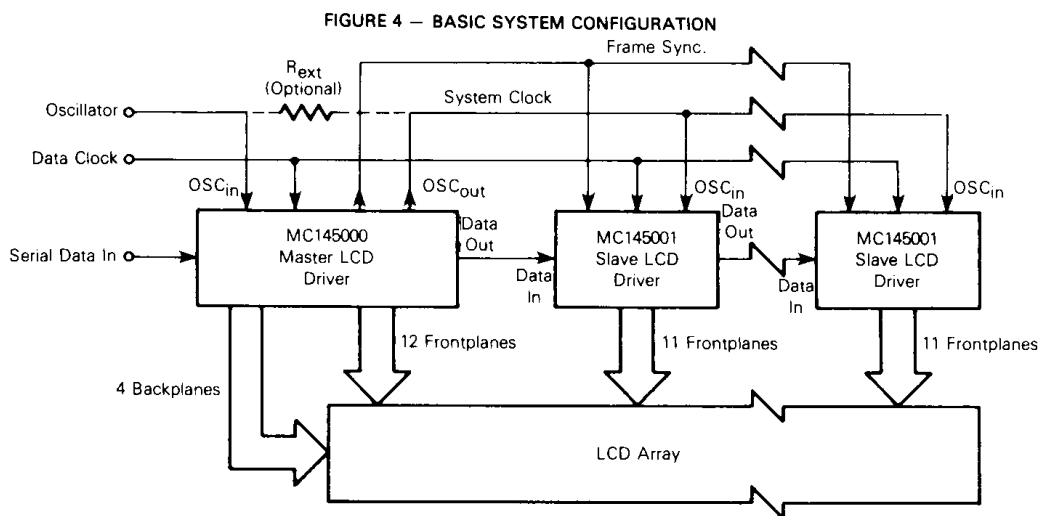 FIGURE 4 — BASIC SYSTEM CONFIGURATION
Frame Sync.
Rext
(Optional)
Oscillator
System Clock
Data Clock
OSCin
OSCout
OSCin
OSCin
Data
Out
Data
Out
Serial Data In
MC145000
Master LCD
Driver
Data
In
MC145001
Slave LCD
Driver
Data
In
MC145001
Slave LCD
Driver
4 Backplanes
12 Frontplanes
11 Frontplanes
11 Frontplanes
LCD Array